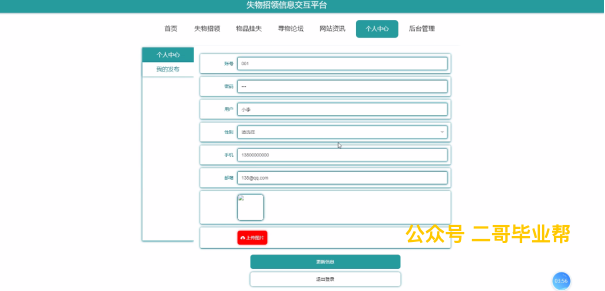 失物招领信息交互平台
首页 失物招领 物品挂失 寻物论坛 网站资讯 个人中心 后台管理
个人中心
我的发布
账号 001
密码
用户 小泰
性别
手机 13800000000
邮箱 138@qq.com
上传图片
公众号 二哥毕业帮
更新信息
退出登录